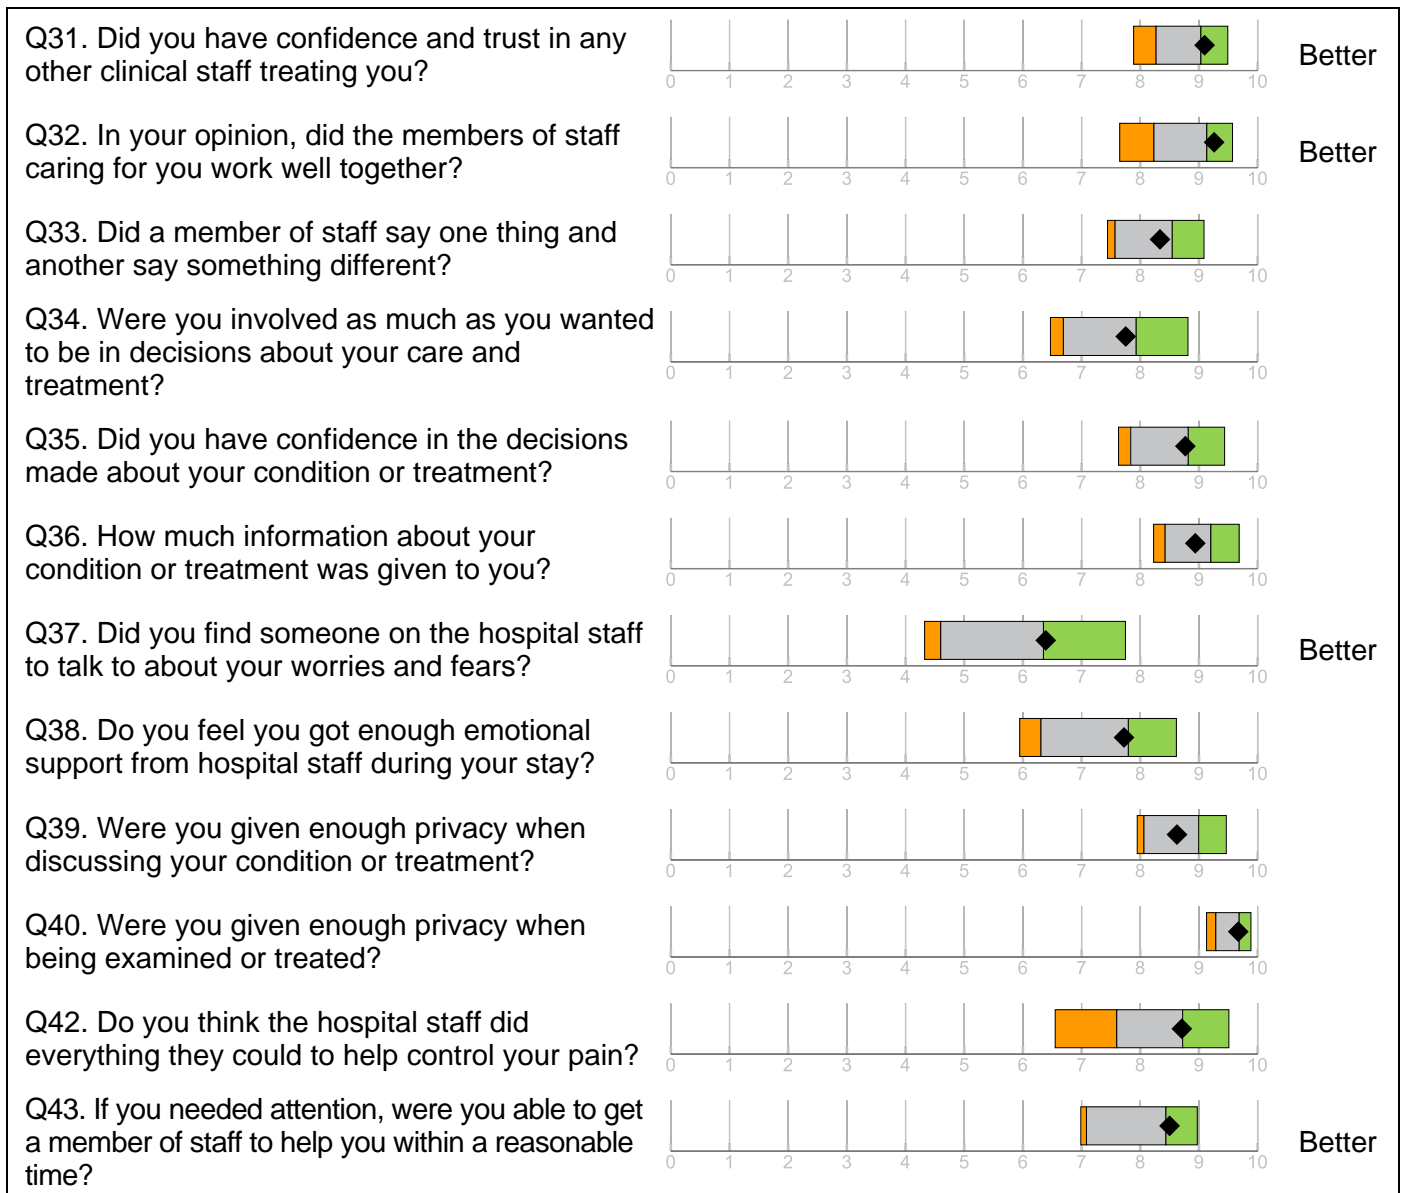 Q31. Did you have confidence and trust in any
other clinical staff treating you?
Better
0 1 2 3 4 5 6 7 8 9 10
Q32. In your opinion, did the members of staff
caring for you work well together?
Better
0 1 2 3 4 5 6 7 8 9 10
Q33. Did a member of staff say one thing and
another say something different?
0 1 2 3 4 5 6 7 8 9 10
Q34. Were you involved as much as you wanted
to be in decisions about your care and
treatment?
0 1 2 3 4 5 6 7 8 9 10
Q35. Did you have confidence in the decisions
made about your condition or treatment?
0 1 2 3 4 5 6 7 8 9 10
Q36. How much information about your
condition or treatment was given to you?
0 1 2 3 4 5 6 7 8 9 10
Q37. Did you find someone on the hospital staff
to talk to about your worries and fears?
Better
0 1 2 3 4 5 6 7 8 9 10
Q38. Do you feel you got enough emotional
support from hospital staff during your stay?
0 1 2 3 4 5 6 7 8 9 10
Q39. Were you given enough privacy when
discussing your condition or treatment?
0 1 2 3 4 5 6 7 8 9 10
Q40. Were you given enough privacy when
being examined or treated?
0 1 2 3 4 5 6 7 8 9 10
Q42. Do you think the hospital staff did
everything they could to help control your pain?
0 1 2 3 4 5 6 7 8 9 10
Q43. If you needed attention, were you able to get
a member of staff to help you within a reasonable
time?
Better
0 1 2 3 4 5 6 7 8 9 10